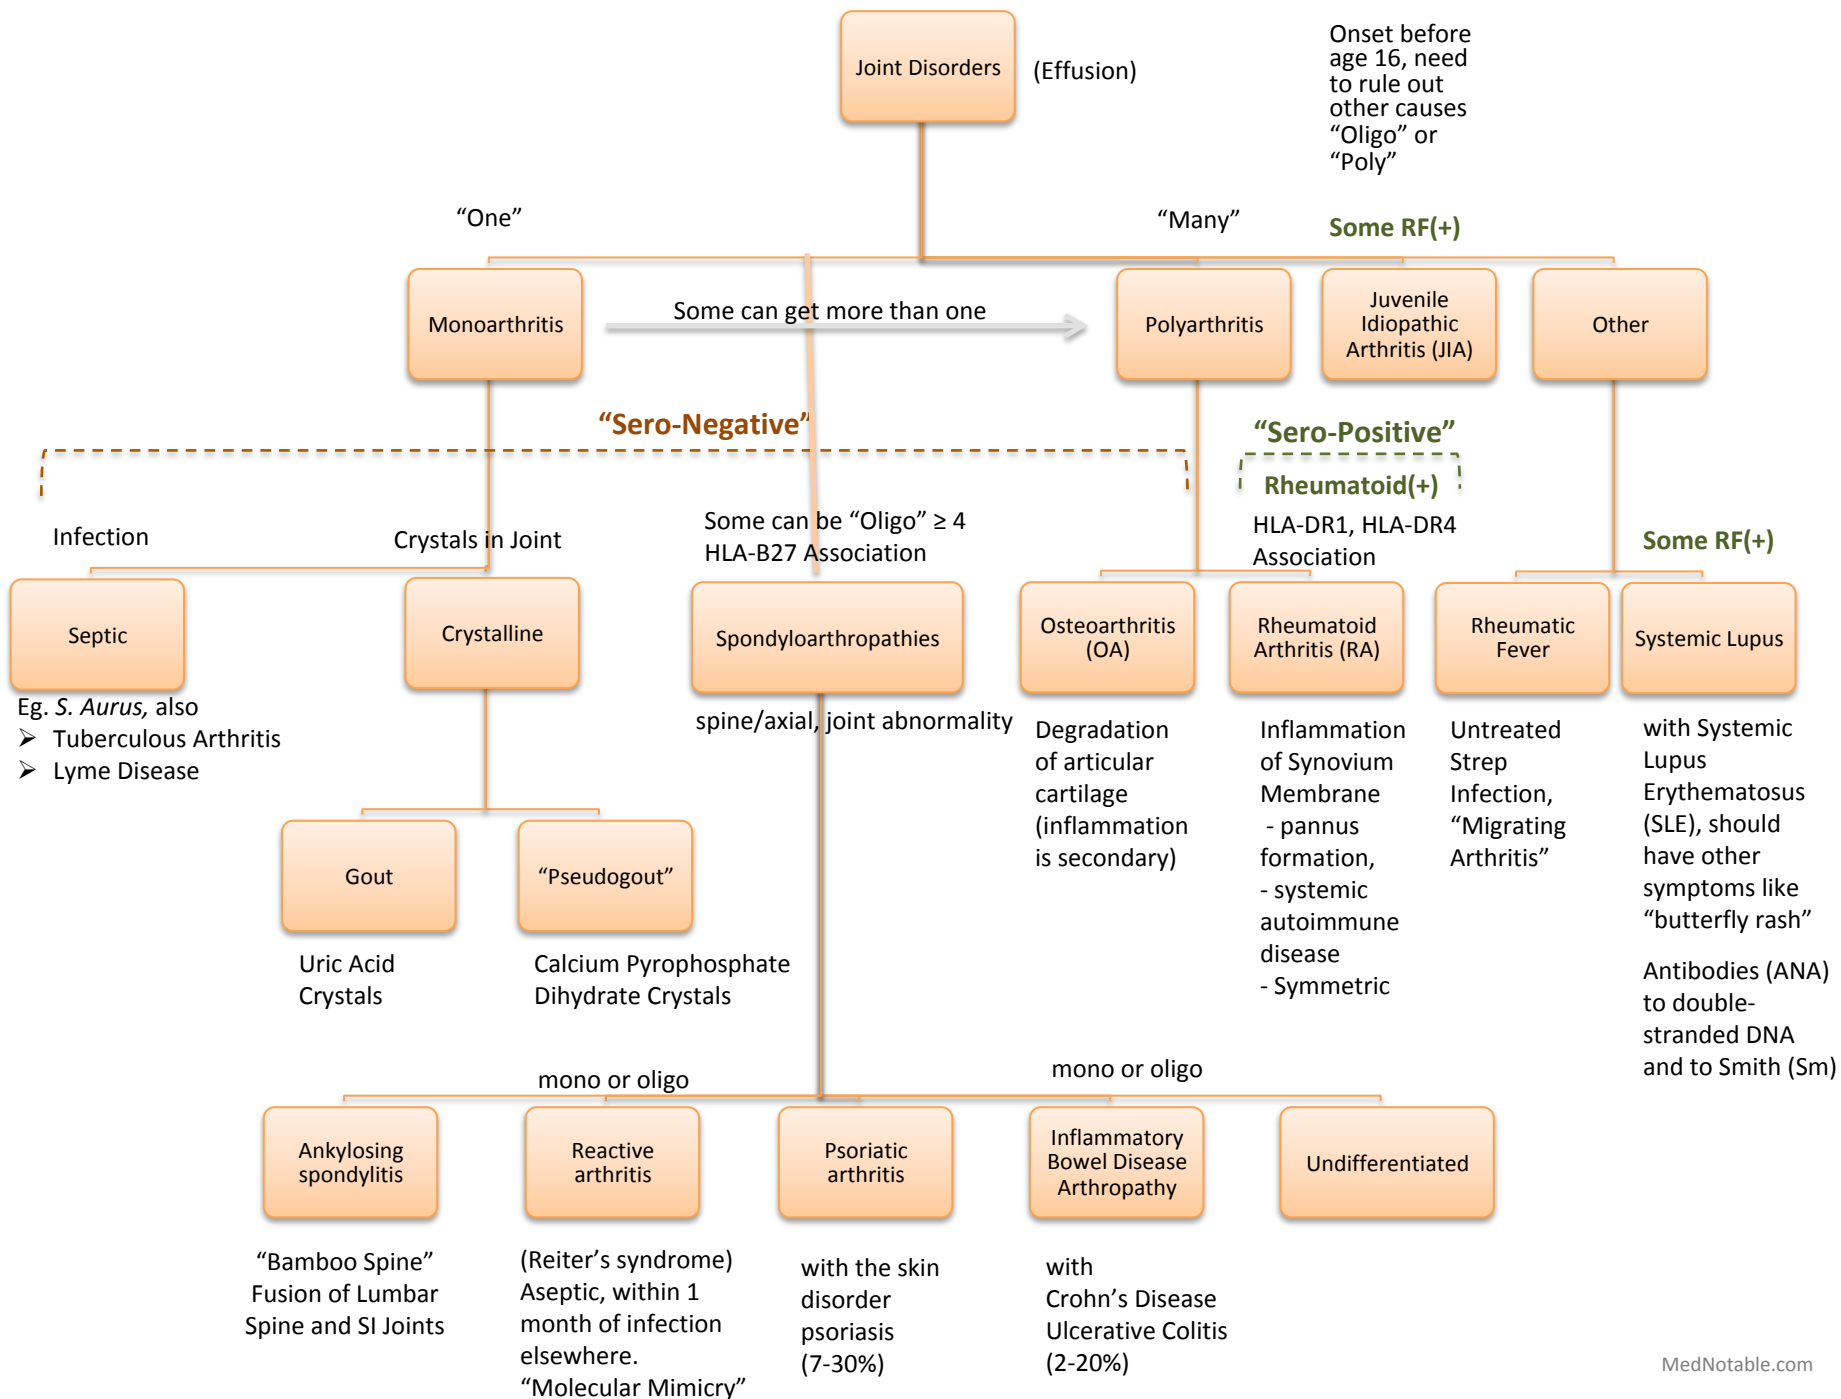 Joint Disorders
(Effusion)
Onset before
age 16, need
to rule out
other causes
“Oligo” or
“Poly”
“One”
“Many”
Some RF(+)
Monoarthritis
Some can get more than one
Polyarthritis
Juvenile
Idiopathic
Arthritis (JIA)
Other
“Sero-Negative”
“Sero-Positive”
Rheumatoid(+)
Infection
Crystals in Joint
Some can be “Oligo” ≥ 4
HLA-B27 Association
HLA-DR1, HLA-DR4
Association
Some RF(+)
Septic
Crystalline
Spondyloarthropathies
Osteoarthritis
(OA)
Rheumatoid
Arthritis (RA)
Rheumatic
Fever
Systemic Lupus
Eg. S. Aurus, also
➢ Tuberculous Arthritis
➢ Lyme Disease
spine/axial, joint abnormality
Degradation
of articular
cartilage
(inflammation
is secondary)
Inflammation
of Synovium
Membrane
- pannus
formation,
- systemic
autoimmune
disease
- Symmetric
Untreated
Strep
Infection,
“Migrating
Arthritis”
with Systemic
Lupus
Erythematosus
(SLE), should
have other
symptoms like
“butterfly rash”
Antibodies (ANA)
to double-
stranded DNA
and to Smith (Sm)
Gout
“Pseudogout”
Uric Acid
Crystals
Calcium Pyrophosphate
Dihydrate Crystals
mono or oligo
mono or oligo
Ankylosing
spondylitis
Reactive
arthritis
Psoriatic
arthritis
Inflammatory
Bowel Disease
Arthropathy
Undifferentiated
“Bamboo Spine”
Fusion of Lumbar
Spine and SI Joints
(Reiter’s syndrome)
Aseptic, within 1
month of infection
elsewhere.
“Molecular Mimicry”
with the skin
disorder
psoriasis
(7-30%)
with
Crohn’s Disease
Ulcerative Colitis
(2-20%)
MedNotable.com